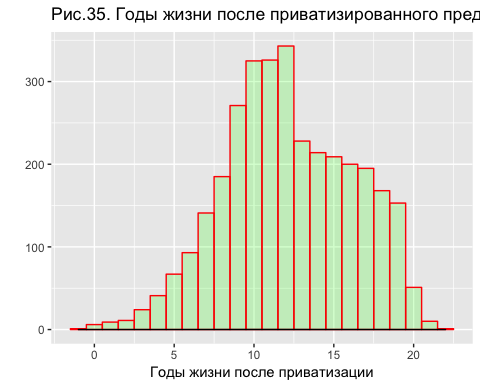 Рис.35. Годы жизни после приватизированного пред
300
200
100
0
0 5 10 15 20
Годы жизни после приватизации